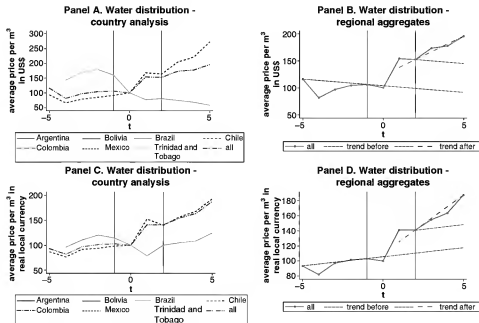 Panel A. Water distribution -
country analysis
average price per m³
in US$
300
250
200
150
100
50
−5
0
5
t
Argentina Bolivia Brazil Chile
Colombia Mexico Trinidad and Tobago all
Panel B. Water distribution -
regional aggregates
average price per m³
in US$
200
150
100
50
−5
0
5
t
all trend before trend after
Panel C. Water distribution -
country analysis
average price per m³ in
real local currency
200
150
100
50
−5
0
5
t
Argentina Bolivia Brazil Chile
Colombia Mexico Trinidad and Tobago all
Panel D. Water distribution -
regional aggregates
average price per m³ in
real local currency
180
160
140
120
100
80
−5
0
5
t
all trend before trend after